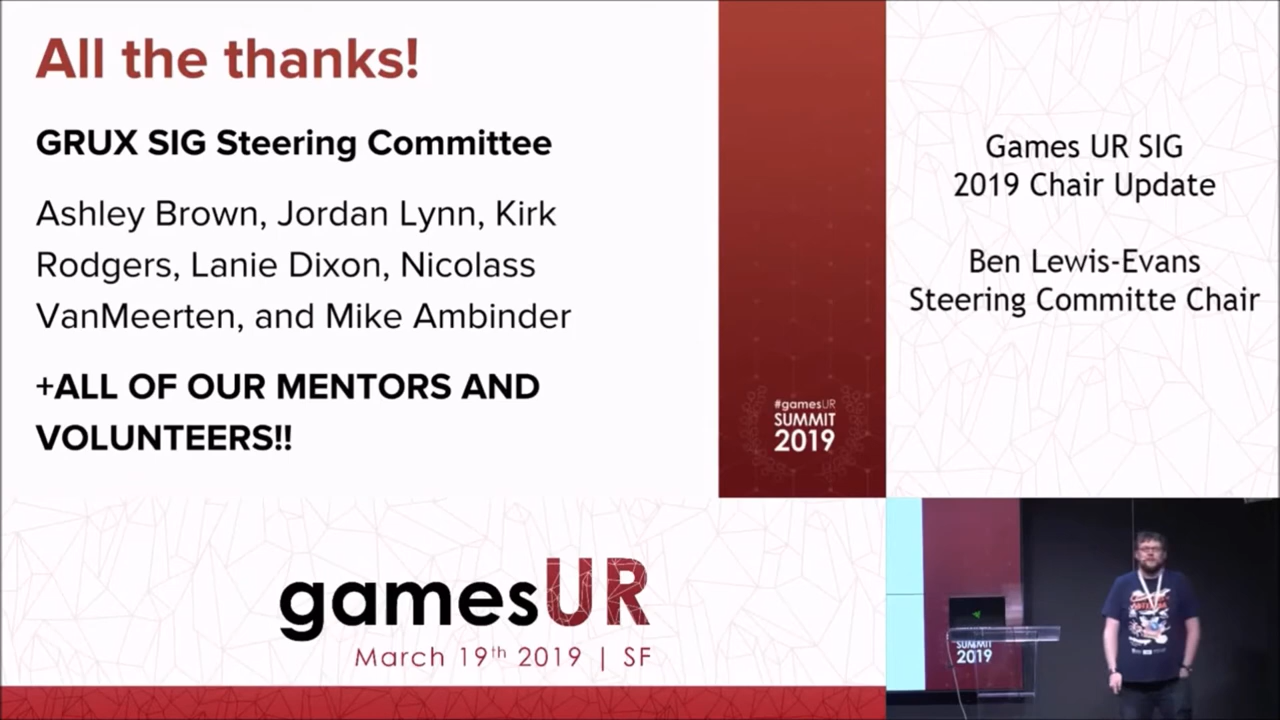 All the thanks!
GRUX SIG Steering Committee
Ashley Brown, Jordan Lynn, Kirk
Rodgers, Lanie Dixon, Nicolass
VanMeerten, and Mike Ambinder
+ALL OF OUR MENTORS AND
VOLUNTEERS!!
#gamesUR
SUMMIT
2019
Games UR SIG
2019 Chair Update
Ben Lewis-Evans
Steering Committe Chair
gamesUR
March 19th 2019 | SF
SUMMIT
2019